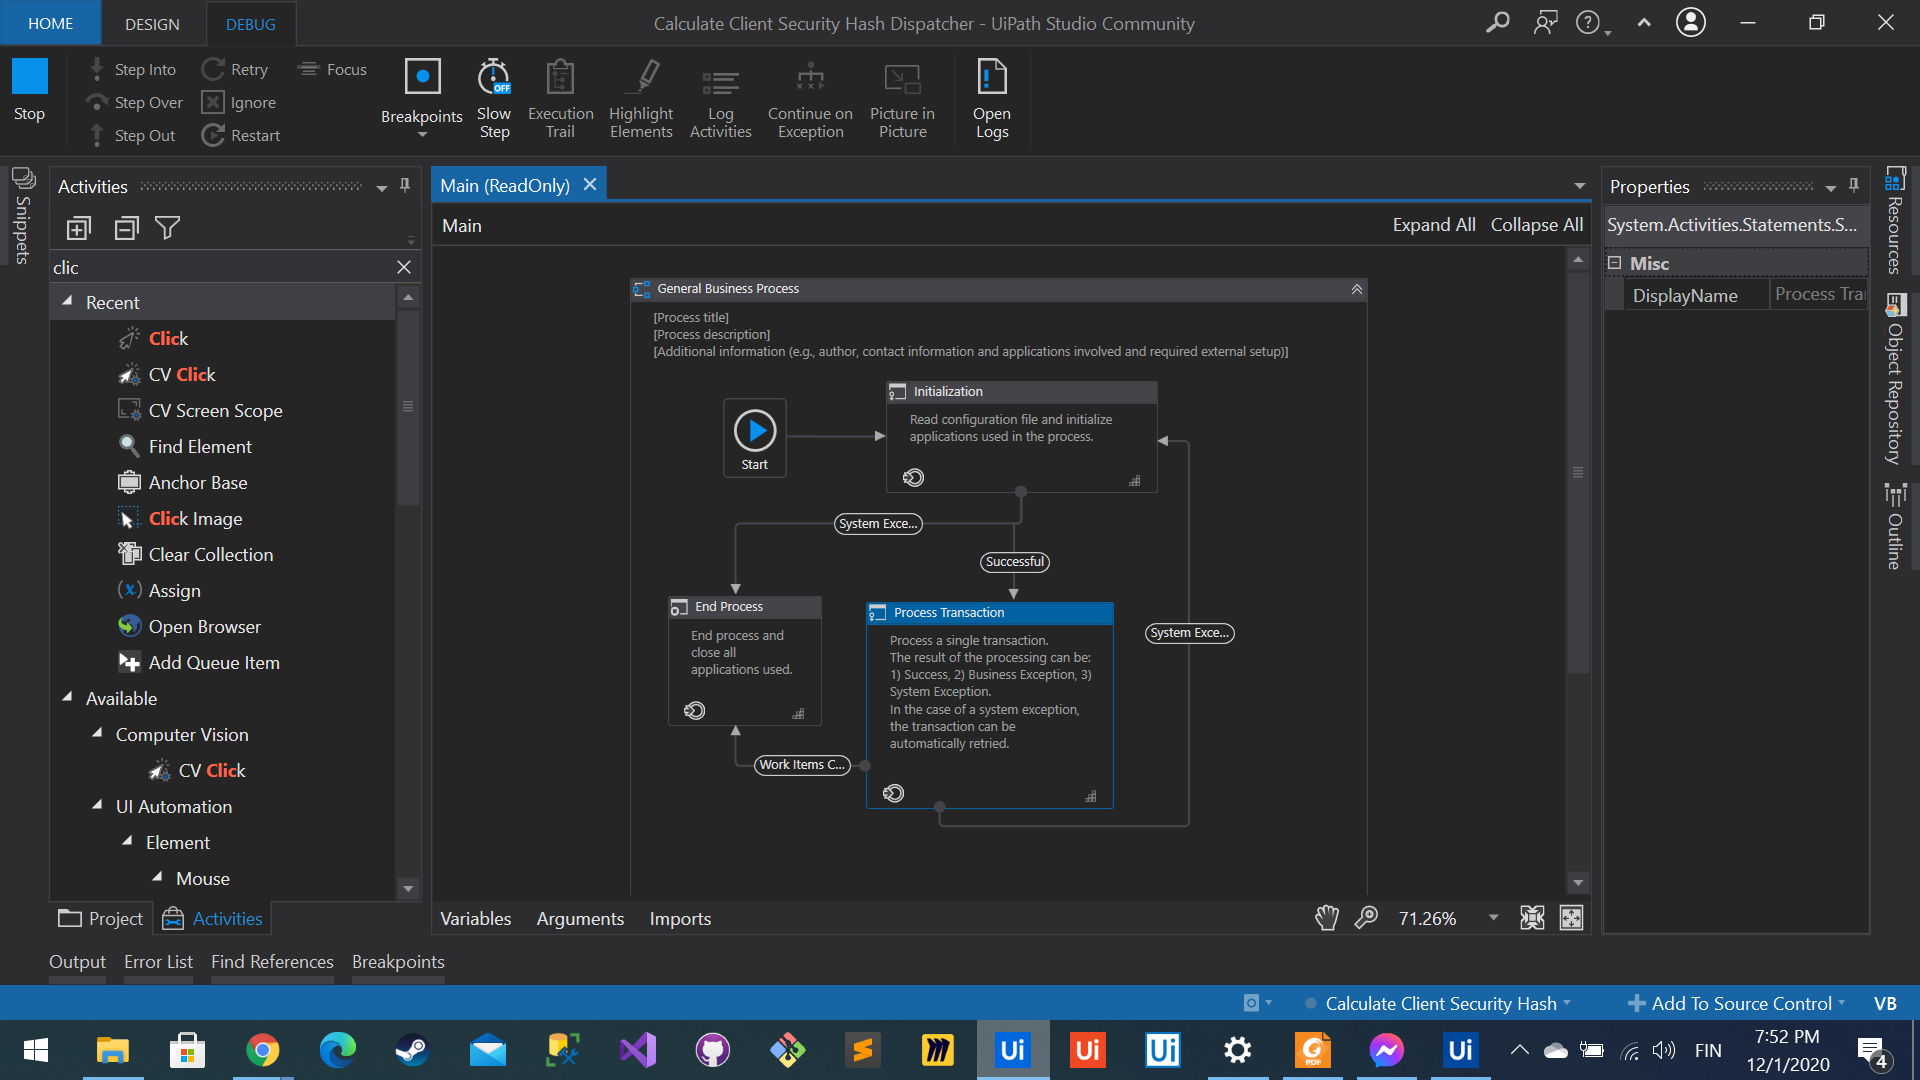 HOME
DESIGN
DEBUG
Calculate Client Security Hash Dispatcher - UiPath Studio Community
Stop
Step Into
Step Over
Step Out
Retry
Ignore
Restart
Focus
Breakpoints
Slow
Step
OFF
Execution
Trail
Highlight
Elements
Log
Activities
Continue on
Exception
Picture in
Picture
Open
Logs
Snippets
Activities
clic
Recent
Click
CV Click
CV Screen Scope
Find Element
Anchor Base
Click Image
Clear Collection
Assign
Open Browser
Add Queue Item
Available
Computer Vision
CV Click
UI Automation
Element
Mouse
Project
Activities
Main (ReadOnly)
Main
Expand All
Collapse All
General Business Process
[Process title]
[Process description]
[Additional information (e.g., author, contact information and applications involved and required external setup)]
Start
Initialization
Read configuration file and initialize
applications used in the process.
System Exce...
Successful
End Process
End process and
close all
applications used.
Process Transaction
Process a single transaction.
The result of the processing can be:
1) Success, 2) Business Exception, 3)
System Exception.
In the case of a system exception,
the transaction can be
automatically retried.
System Exce...
Work Items C...
Variables
Arguments
Imports
71.26%
Properties
System.Activities.Statements.S...
Misc
DisplayName
Process Tra
Resources
Object Repository
Outline
Output
Error List
Find References
Breakpoints
Calculate Client Security Hash
Add To Source Control
VB
Ui
Ui
Ui
PDF
Ui
FIN
7:52 PM
12/1/2020
4